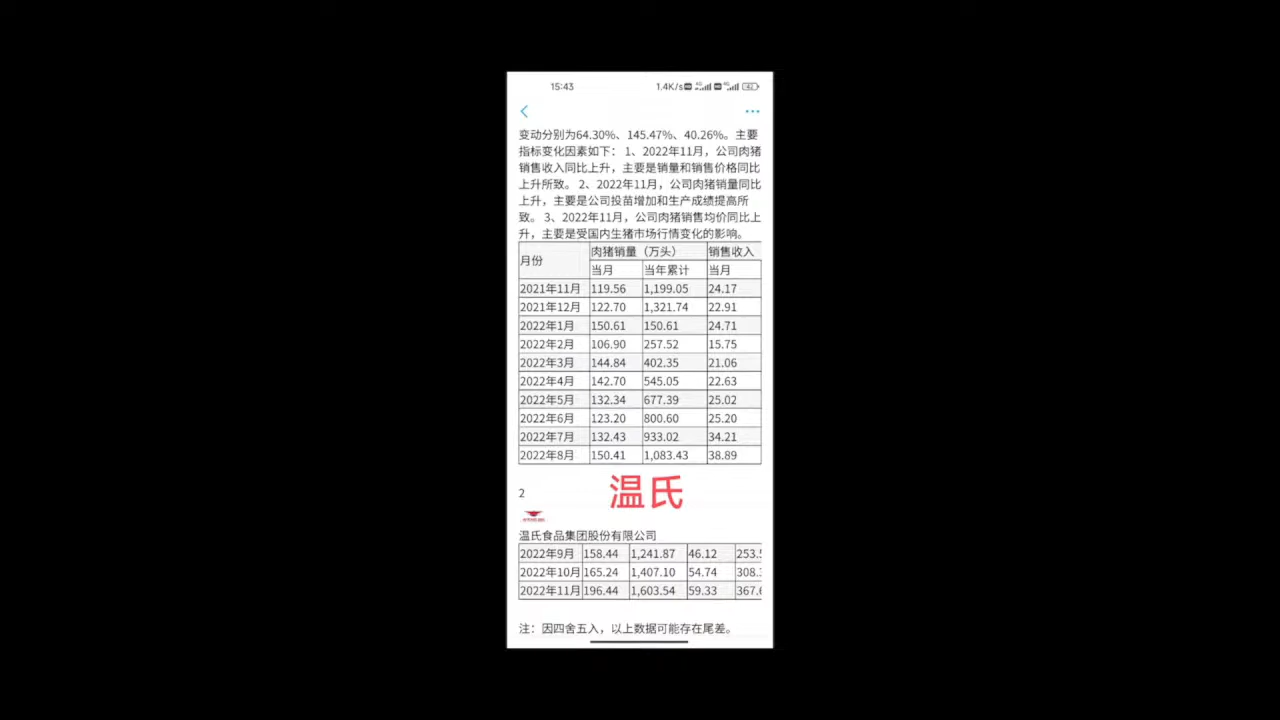 15:43
1.4K/s 4G 4G 42
变动分别为64.30%、145.47%、40.26%。主要
指标变化因素如下： 1、2022年11月，公司肉猪
销售收入同比上升，主要是销量和销售价格同比
上升所致。 2、2022年11月，公司肉猪销量同比
上升，主要是公司投苗增加和生产成绩提高所
致。 3、2022年11月，公司肉猪销售均价同比上
升，主要是受国内生猪市场行情变化的影响。
月份 肉猪销量（万头） 销售收入
当月 当年累计 当月
2021年11月 119.56 1,199.05 24.17
2021年12月 122.70 1,321.74 22.91
2022年1月 150.61 150.61 24.71
2022年2月 106.90 257.52 15.75
2022年3月 144.84 402.35 21.06
2022年4月 142.70 545.05 22.63
2022年5月 132.34 677.39 25.02
2022年6月 123.20 800.60 25.20
2022年7月 132.43 933.02 34.21
2022年8月 150.41 1,083.43 38.89
温氏
2
温氏食品集团股份有限公司
2022年9月 158.44 1,241.87 46.12 253.5
2022年10月 165.24 1,407.10 54.74 308.
2022年11月 196.44 1,603.54 59.33 367.6
注：因四舍五入，以上数据可能存在尾差。